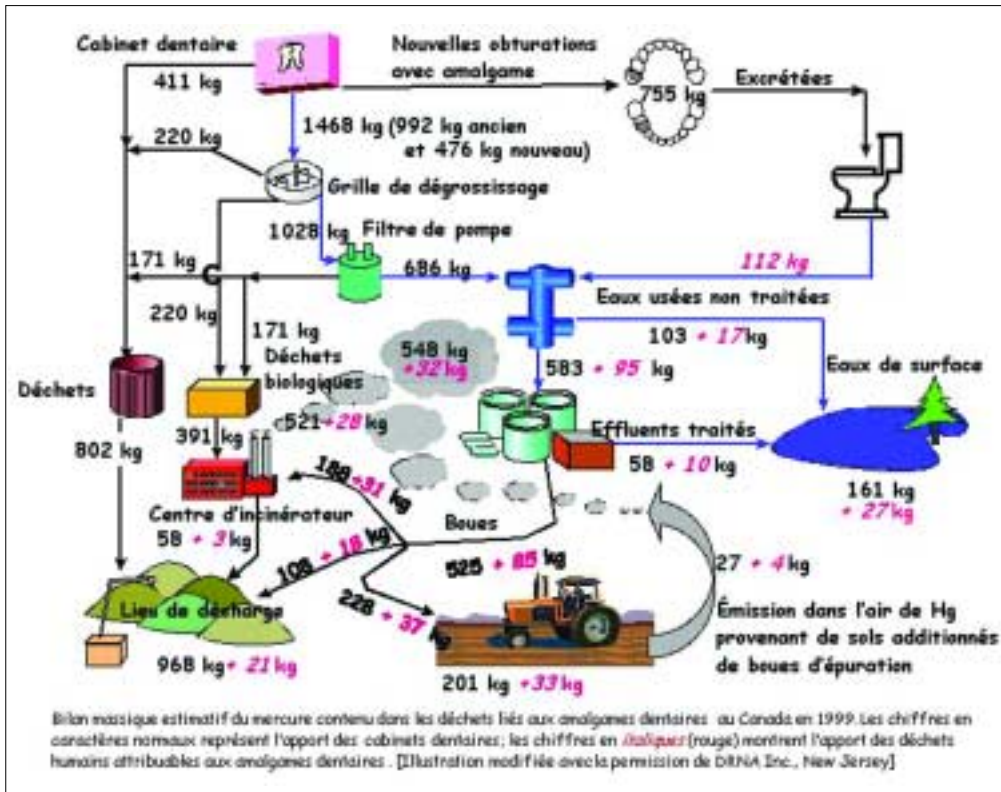 Cabinet dentaire
411 kg
Nouvelles obturations
avec amalgame
755 kg
Excrétées
220 kg
1468 kg (992 kg ancien
et 476 kg nouveau)
Grille de dégrossissage
1028 kg
Filtre de pompe
171 kg
686 kg
112 kg
Eaux usées non traitées
220 kg
171 kg
103 + 17 kg
548 kg
+32 kg
583 + 95 kg
Eaux de surface
Déchets
Déchets
biologiques
521 +28 kg
391 kg
802 kg
Effluents traités
58 + 10 kg
188 +31 kg
161 kg
+ 27 kg
Centre d'incinérateur
58 + 3 kg
Boues
108 + 18 kg
525 + 85 kg
27 + 4 kg
Lieu de décharge
228 + 37 kg
Émission dans l'air de Hg
provenant de sols additionnés
de boues d'épuration
968 kg + 21 kg
201 kg +33 kg
Bilan massique estimatif du mercure contenu dans les déchets liés aux amalgames dentaires au Canada en 1999. Les chiffres en
caractères normaux représent l'apport des cabinets dentaires; les chiffres en italiques (rouge) montrent l'apport des déchets
humains attribuables aux amalgames dentaires . [Illustration modifiée avec la permission de DRNA Inc., New Jersey]